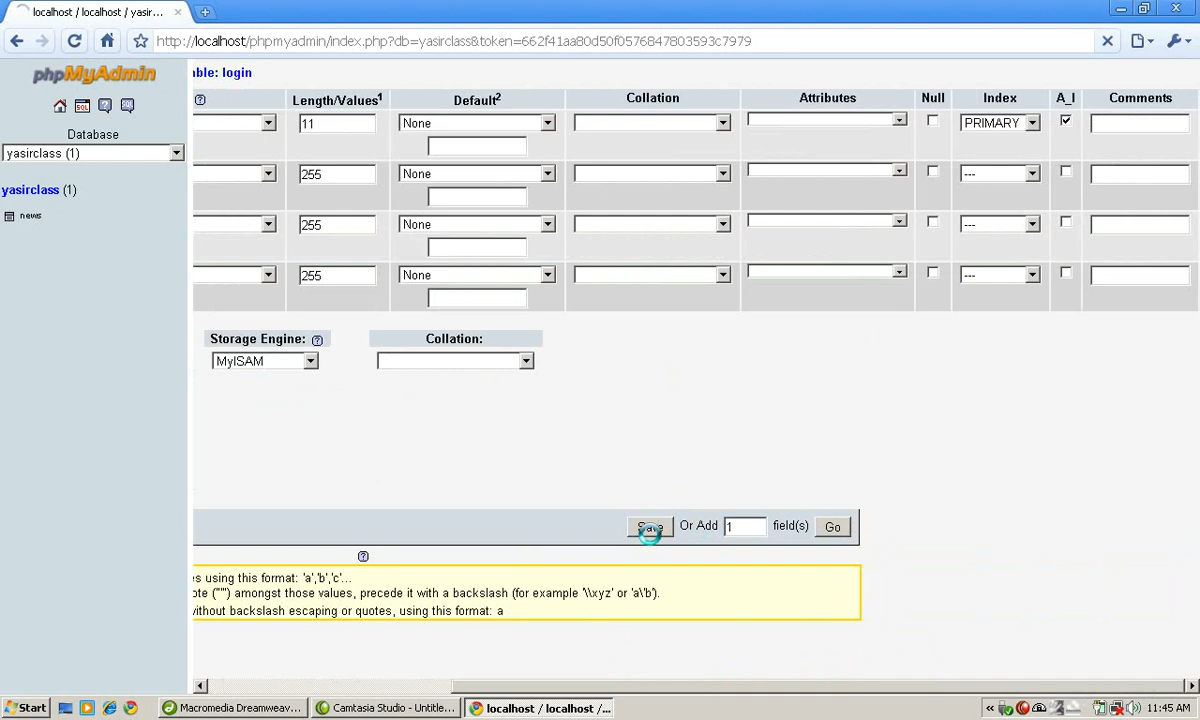 localhost / localhost / yasir...
http://localhost/phpmyadmin/index.php?db=yasirclass&token=662f41aa80d50f0576847803593c7979
phpMyAdmin
SQL
Database
yasirclass (1)
yasirclass (1)
news
ble: login
Length/Values1 Default2 Collation Attributes Null Index A_I Comments
11 None PRIMARY
255 None ---
255 None ---
255 None ---
Storage Engine: Collation:
MyISAM
Save Or Add 1 field(s) Go
es using this format: 'a','b','c'...
ote ("'") amongst those values, precede it with a backslash (for example '\\xyz' or 'a\'b').
without backslash escaping or quotes, using this format: a
Start Macromedia Dreamweav... Camtasia Studio - Untitle... localhost / localhost /... 11:45 AM